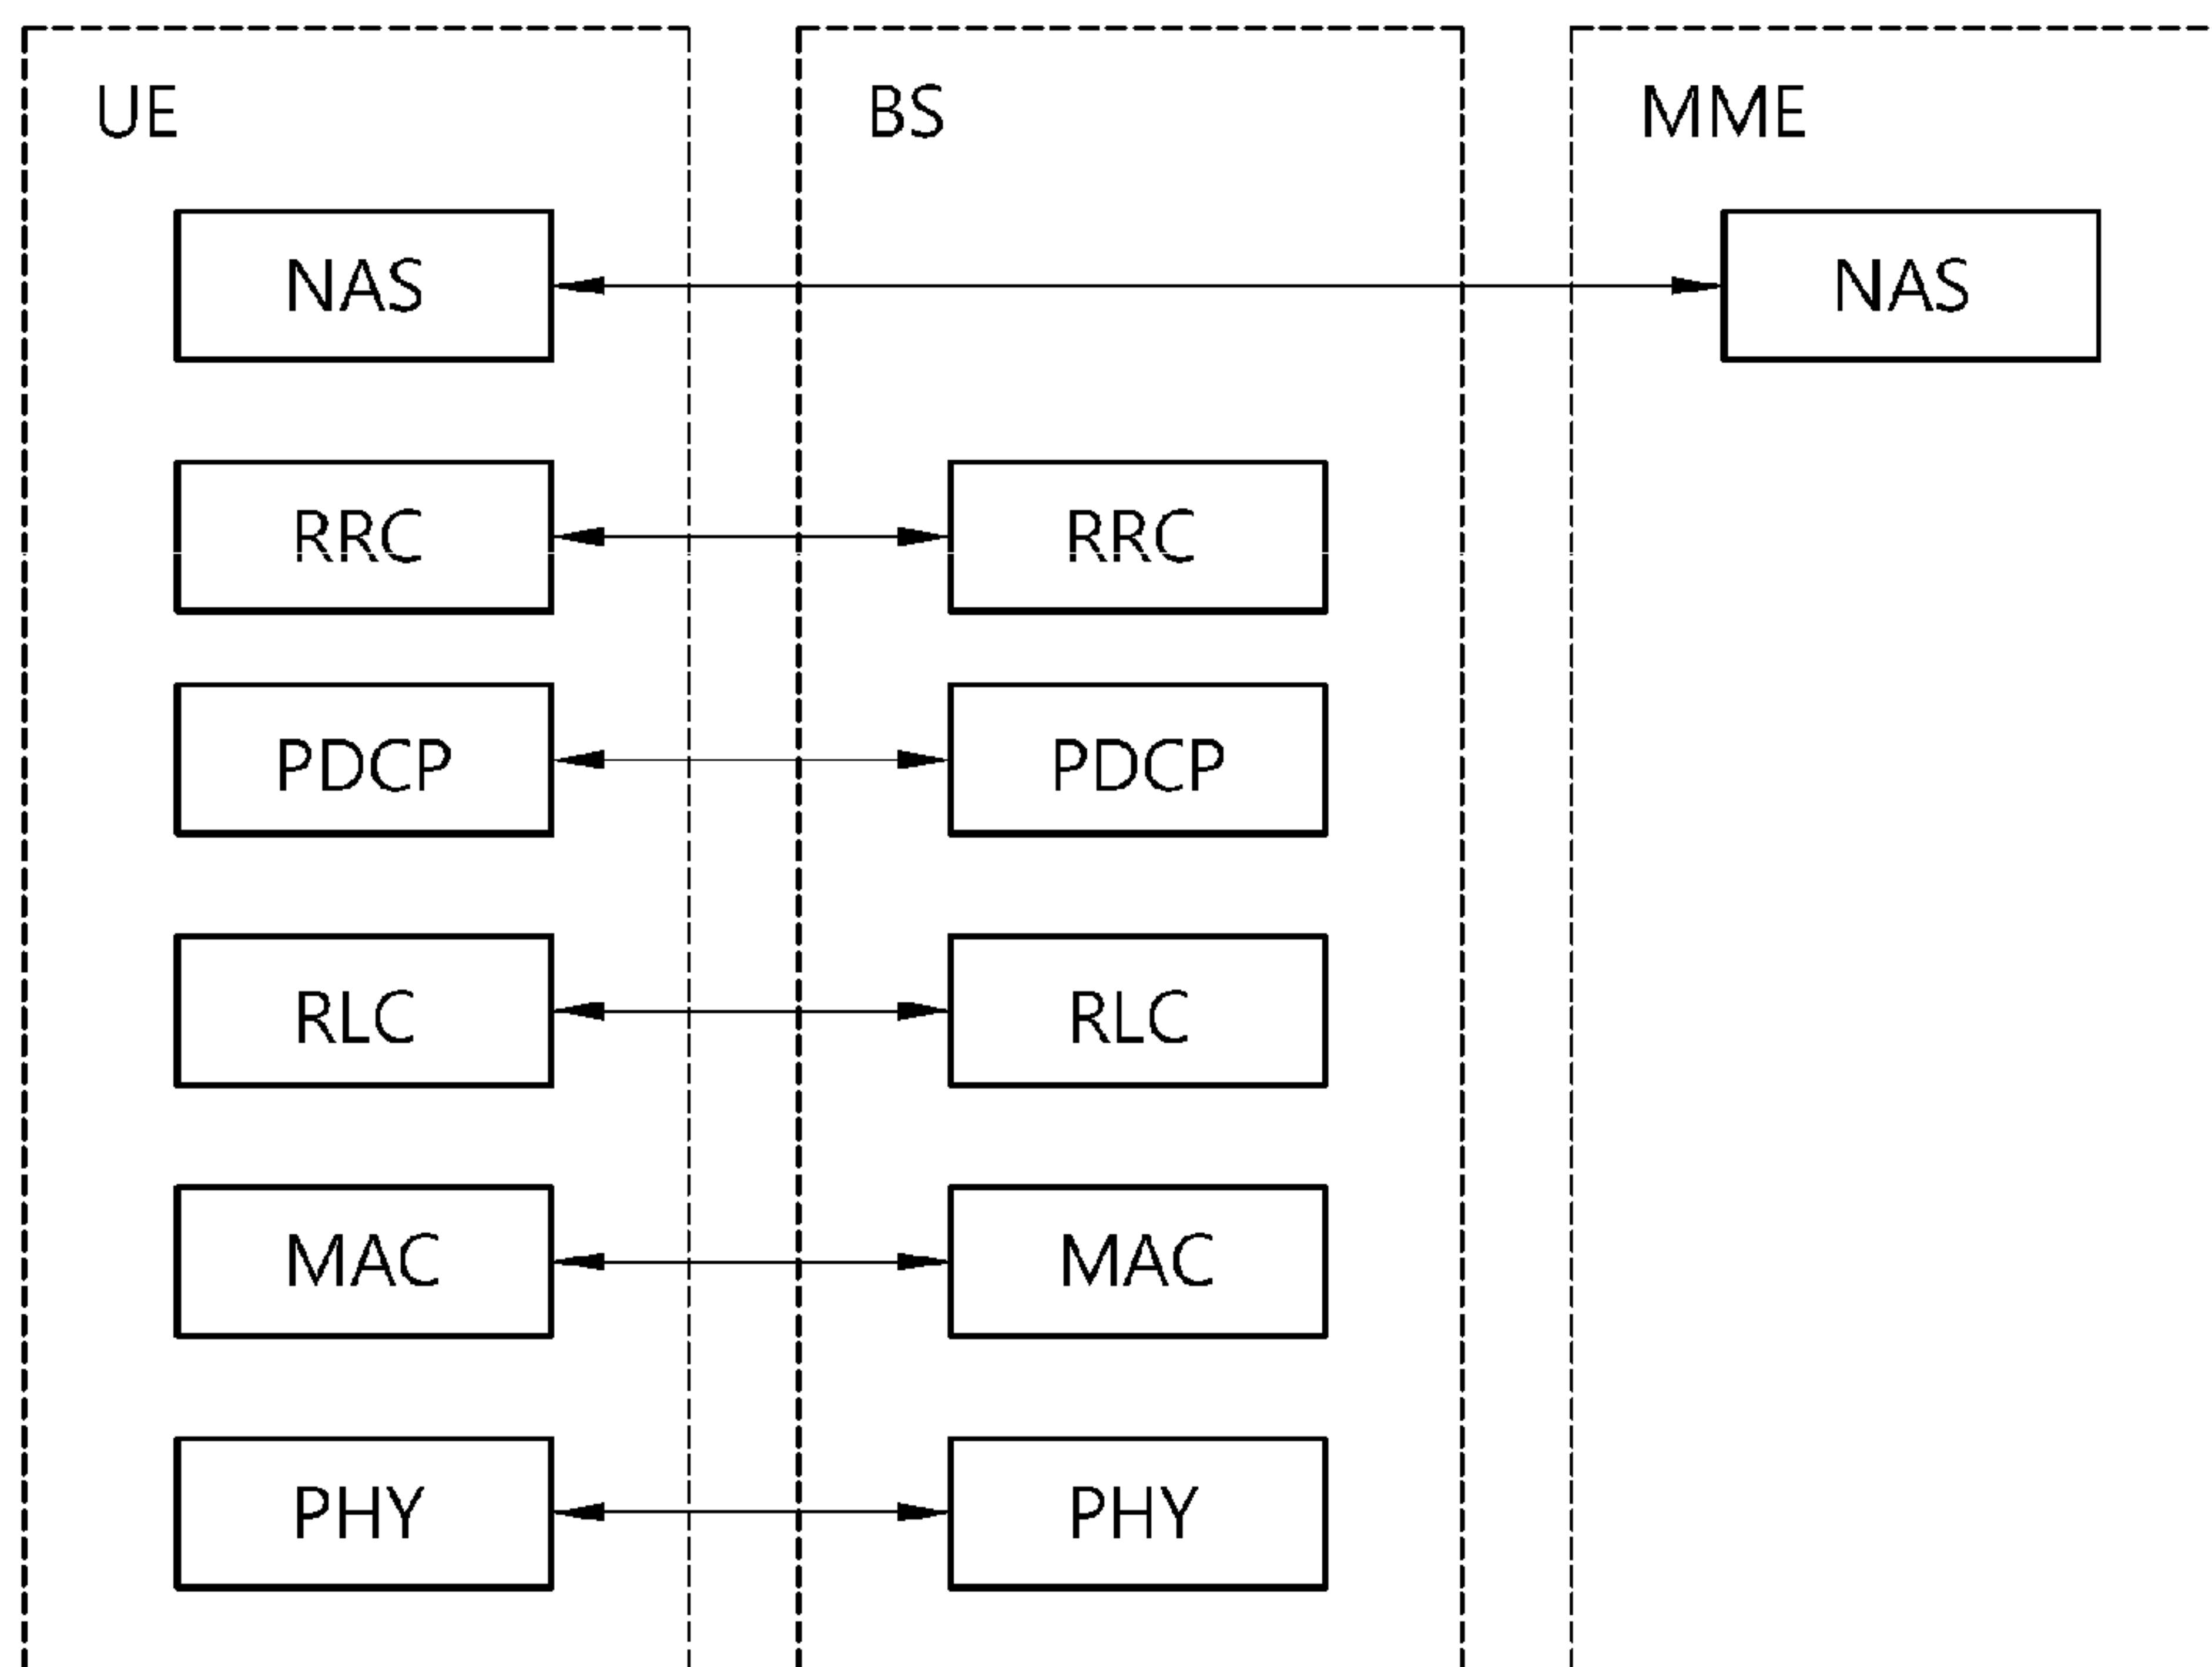 UE BS MME
NAS NAS
RRC RRC
PDCP PDCP
RLC RLC
MAC MAC
PHY PHY